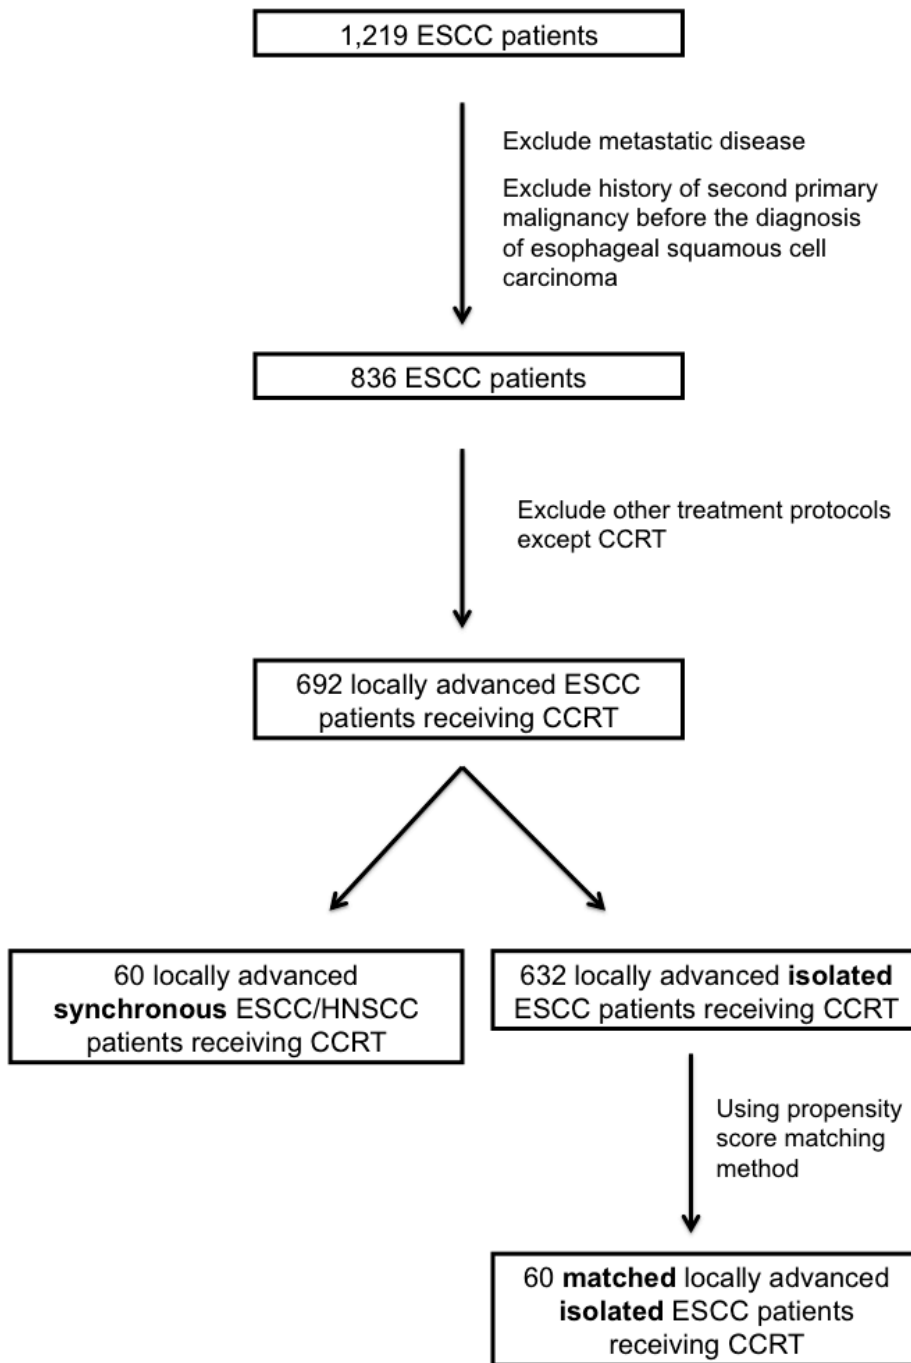 1,219 ESCC patients
Exclude metastatic disease
Exclude history of second primary
malignancy before the diagnosis
of esophageal squamous cell
carcinoma
836 ESCC patients
Exclude other treatment protocols
except CCRT
692 locally advanced ESCC
patients receiving CCRT
60 locally advanced
synchronous ESCC/HNSCC
patients receiving CCRT
632 locally advanced isolated
ESCC patients receiving CCRT
Using propensity
score matching
method
60 matched locally advanced
isolated ESCC patients
receiving CCRT